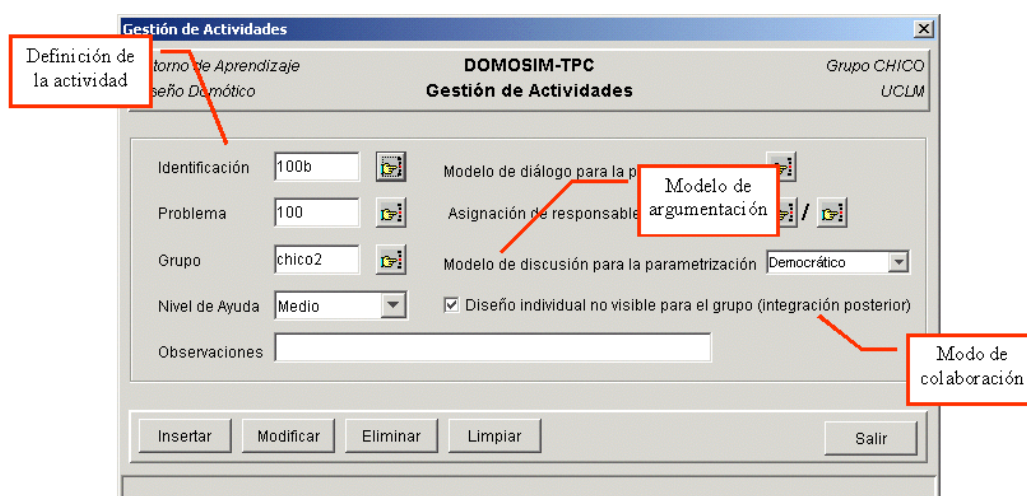 Gestión de Actividades
Definición de
la actividad
torno de Aprendizaje
DOMOSIM-TPC
Grupo CHICO
seño Domótico
Gestión de Actividades
UCLM
Identificación 100b
Modelo de diálogo para la p
Modelo de
argumentación
Problema 100
Asignación de responsable
/
Grupo chico2
Modelo de discusión para la parametrización Democrático
Nivel de Ayuda Medio
Diseño individual no visible para el grupo (integración posterior)
Observaciones
Modo de
colaboración
Insertar Modificar Eliminar Limpiar Salir